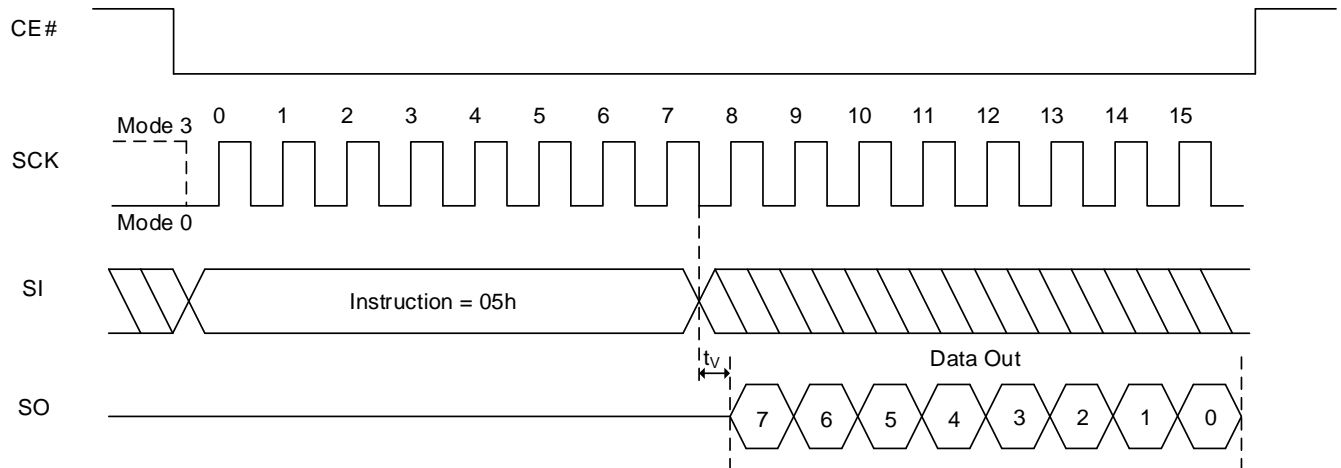 CE#
Mode 3
0 1 2 3 4 5 6 7 8 9 10 11 12 13 14 15
SCK
Mode 0
SI
Instruction = 05h
tV
Data Out
SO
7 6 5 4 3 2 1 0